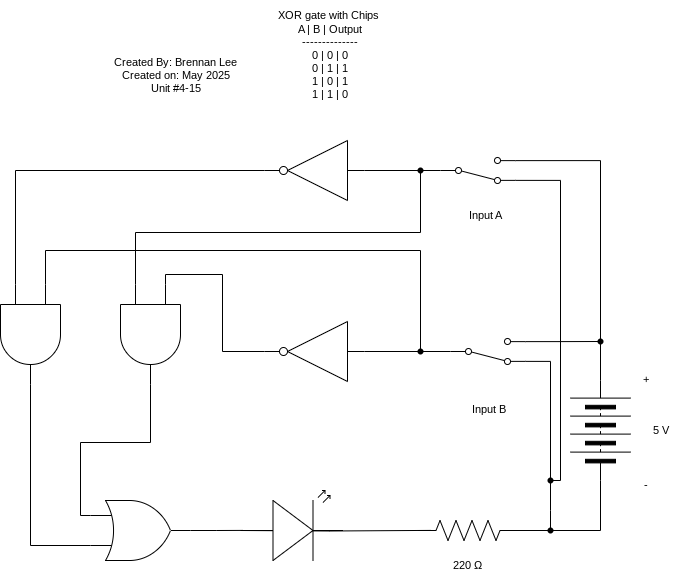 XOR gate with Chips
A | B | Output
--------------
0 | 0 | 0
0 | 1 | 1
1 | 0 | 1
1 | 1 | 0
Created By: Brennan Lee
Created on: May 2025
Unit #4-15
Input A
Input B
+
5 V
-
220 Ω